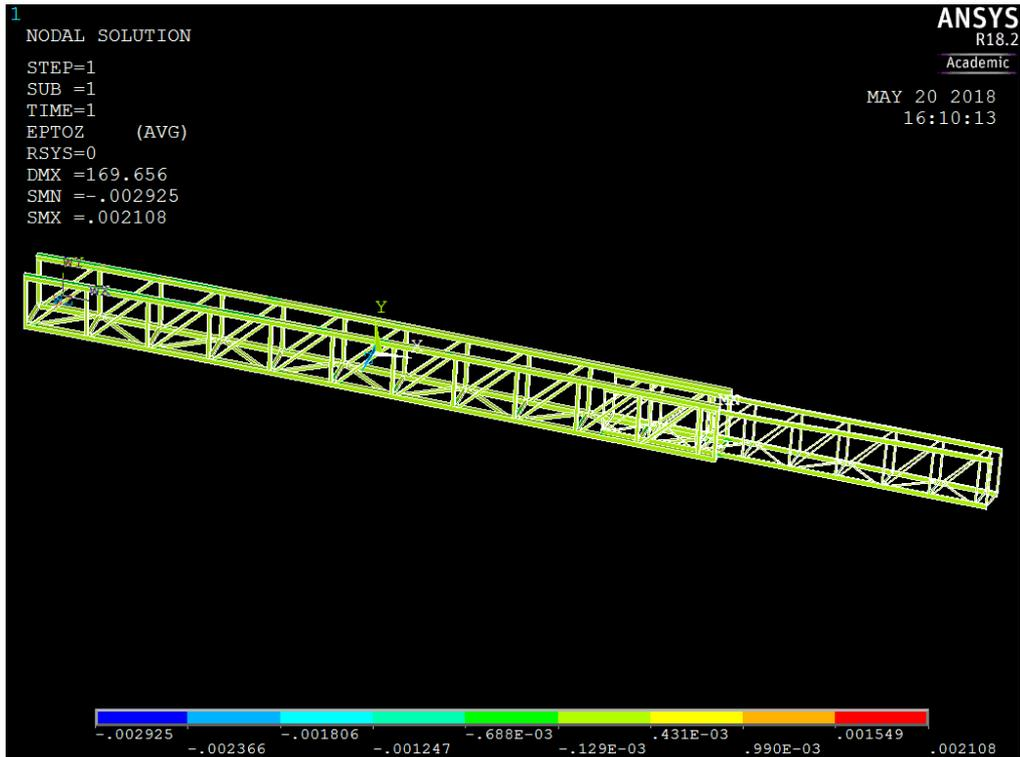 1
NODAL SOLUTION
STEP=1
SUB =1
TIME=1
EPTOZ (AVG)
RSYS=0
DMX =169.656
SMN =-.002925
SMX =.002108
ANSYS
R18.2
Academic
MAY 20 2018
16:10:13
Y
X
MX
-.002925
-.002366
-.001806
-.001247
-.688E-03
-.129E-03
.431E-03
.990E-03
.001549
.002108